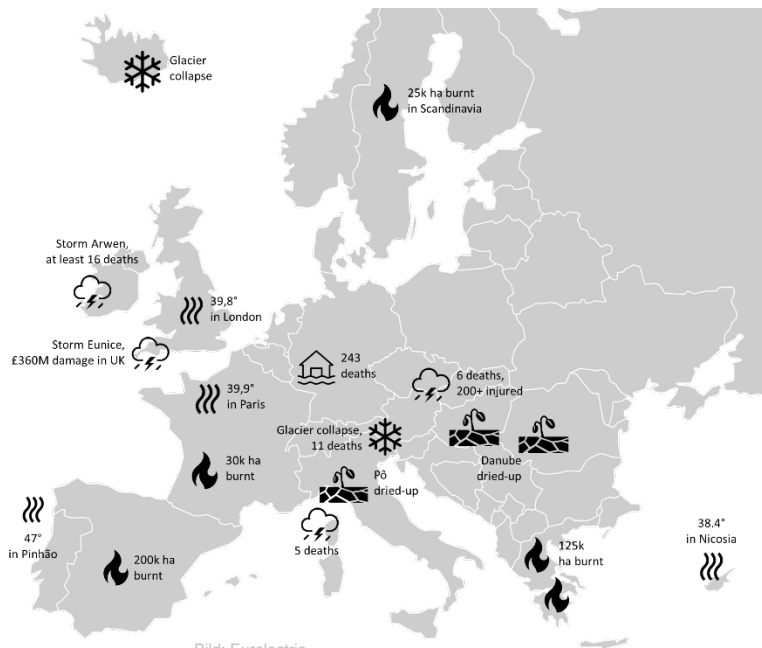 Glacier
collapse
25k ha burnt
in Scandinavia
Storm Arwen,
at least 16 deaths
39,8°
in London
Storm Eunice,
£360M damage in UK
243
deaths
6 deaths,
200+ injured
39,9°
in Paris
Glacier collapse,
11 deaths
30k ha
burnt
Danube
dried-up
Pô
dried-up
47°
in Pinhão
5 deaths
200k ha
burnt
125k
ha burnt
38.4°
in Nicosia
Bild: Eurelectric